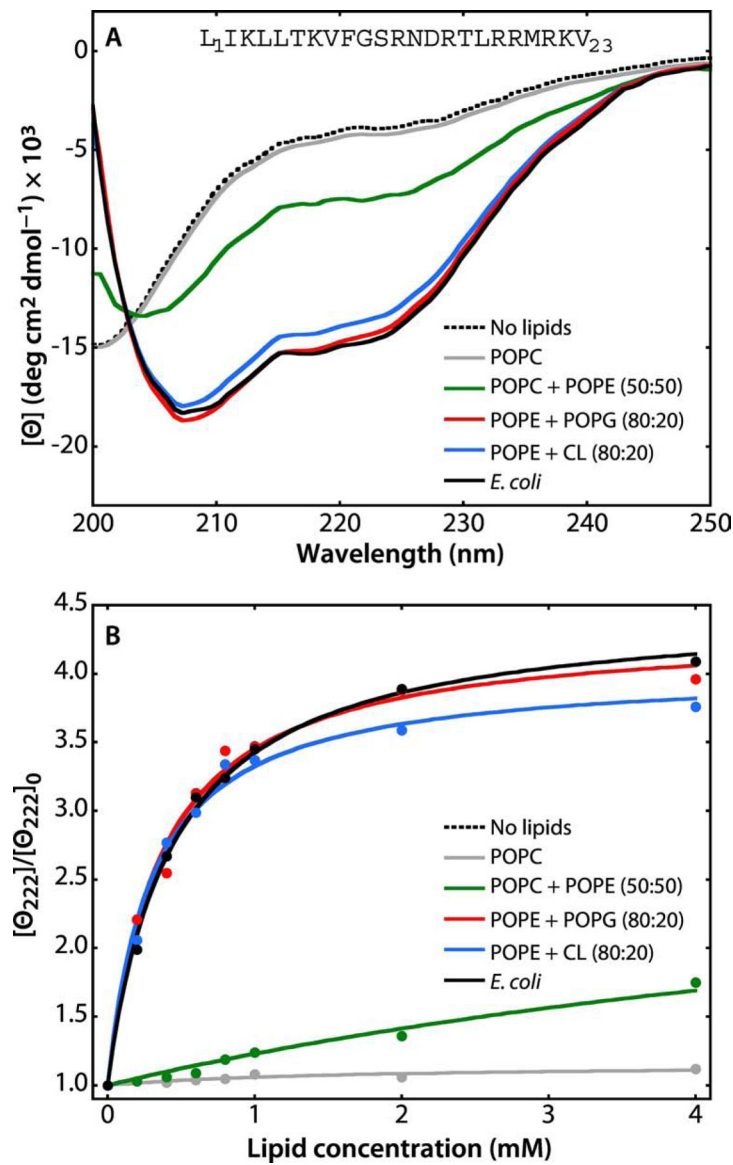 A L₁IKLLTKVFGSRNDRTLRRMRKV₂₃
0
-5
-10
-15
-20
[Θ] (deg cm² dmol⁻¹) × 10³
No lipids
POPC
POPC + POPE (50:50)
POPE + POPG (80:20)
POPE + CL (80:20)
E. coli
200 210 220 230 240 250
Wavelength (nm)
B
4.5
4.0
3.5
3.0
2.5
2.0
1.5
1.0
[Θ₂₂₂]/[Θ₂₂₂]₀
No lipids
POPC
POPC + POPE (50:50)
POPE + POPG (80:20)
POPE + CL (80:20)
E. coli
0 1 2 3 4
Lipid concentration (mM)